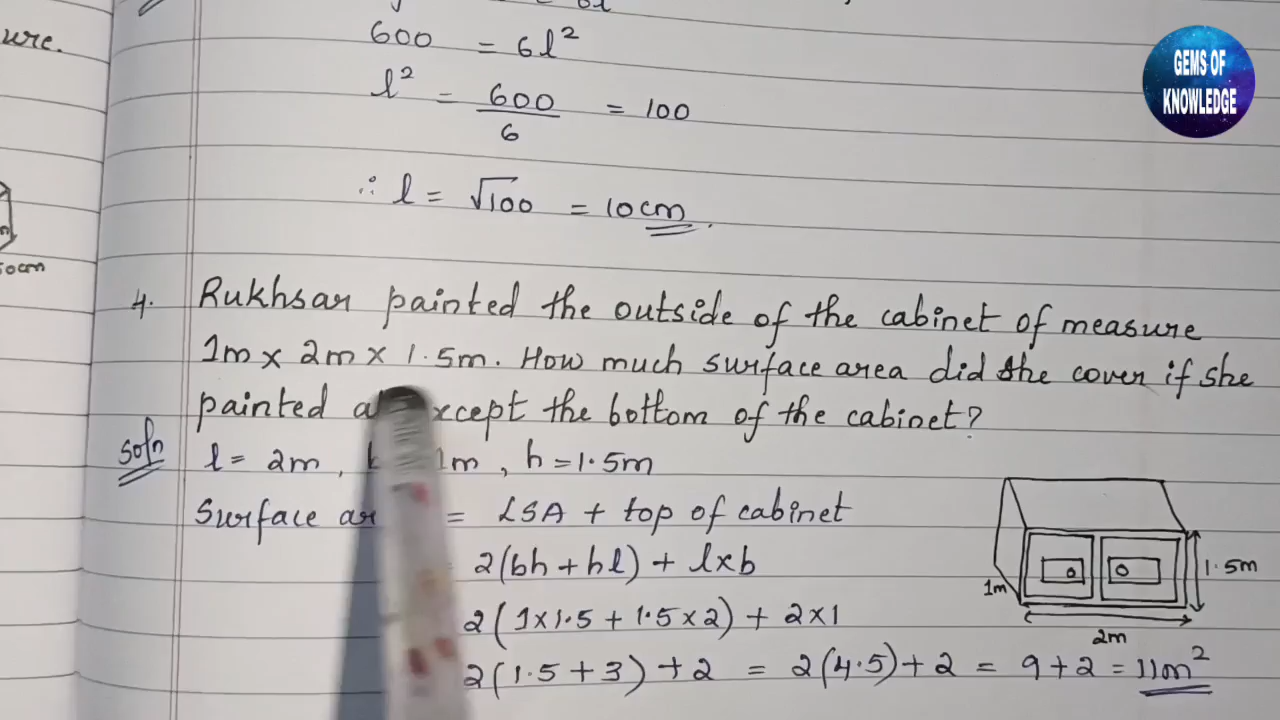 ure.
600 = 6l²
l² = 600/6 = 100
∴ l = √100 = 10cm.
GEMS OF
KNOWLEDGE
4. Rukhsar painted the outside of the cabinet of measure
1m x 2m x 1.5m. How much surface area did she cover if she
painted except the bottom of the cabinet?
Soln l = 2m, 1m, h = 1.5m
Surface = LSA + top of cabinet
2(bh + hl) + l×b
2(1×1.5 + 1.5×2) + 2×1
2(1.5 + 3) + 2 = 2(4.5) + 2 = 9 + 2 = 11m²
1.5m
1m
2m